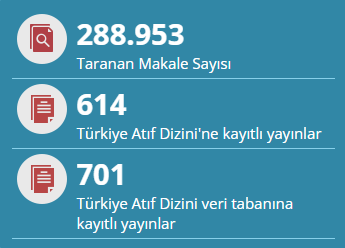 288.953
Taranan Makale Sayısı
614
Türkiye Atıf Dizini'ne kayıtlı yayınlar
701
Türkiye Atıf Dizini veri tabanına
kayıtlı yayınlar